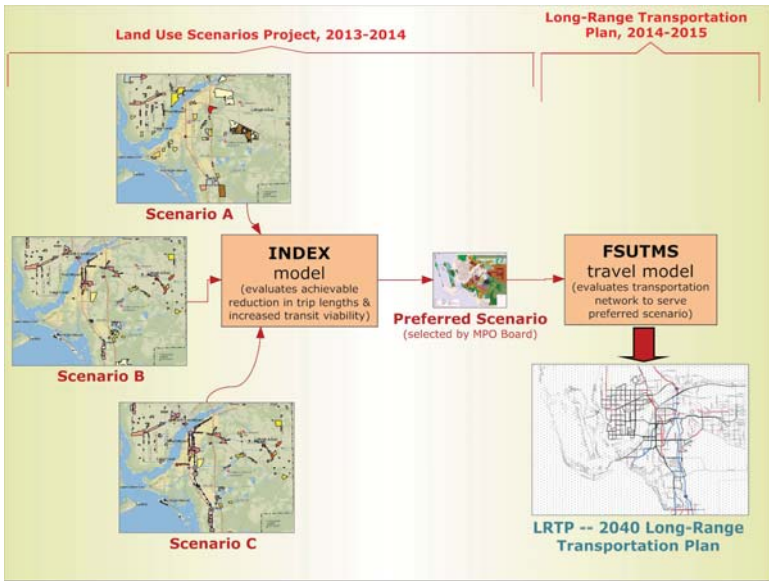 Land Use Scenarios Project, 2013-2014
Long-Range Transportation
Plan, 2014-2015
Scenario A
Scenario B
Scenario C
INDEX
model
(evaluates achievable
reduction in trip lengths &
increased transit viability)
Preferred Scenario
(selected by MPO Board)
FSUTMS
travel model
(evaluates transportation
network to serve
preferred scenario)
LRTP -- 2040 Long-Range
Transportation Plan